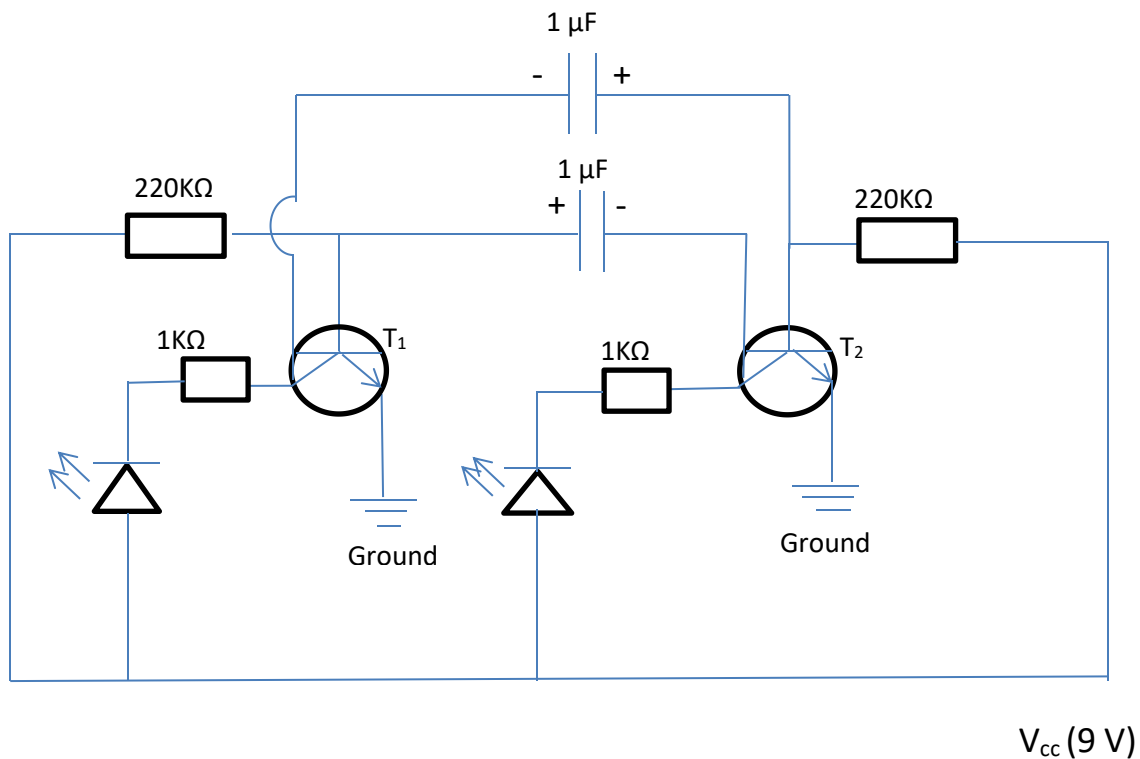 1 µF
- +
1 µF
220KΩ
+ -
220KΩ
1KΩ
T₁
1KΩ
T₂
Ground
Ground
Vcc (9 V)